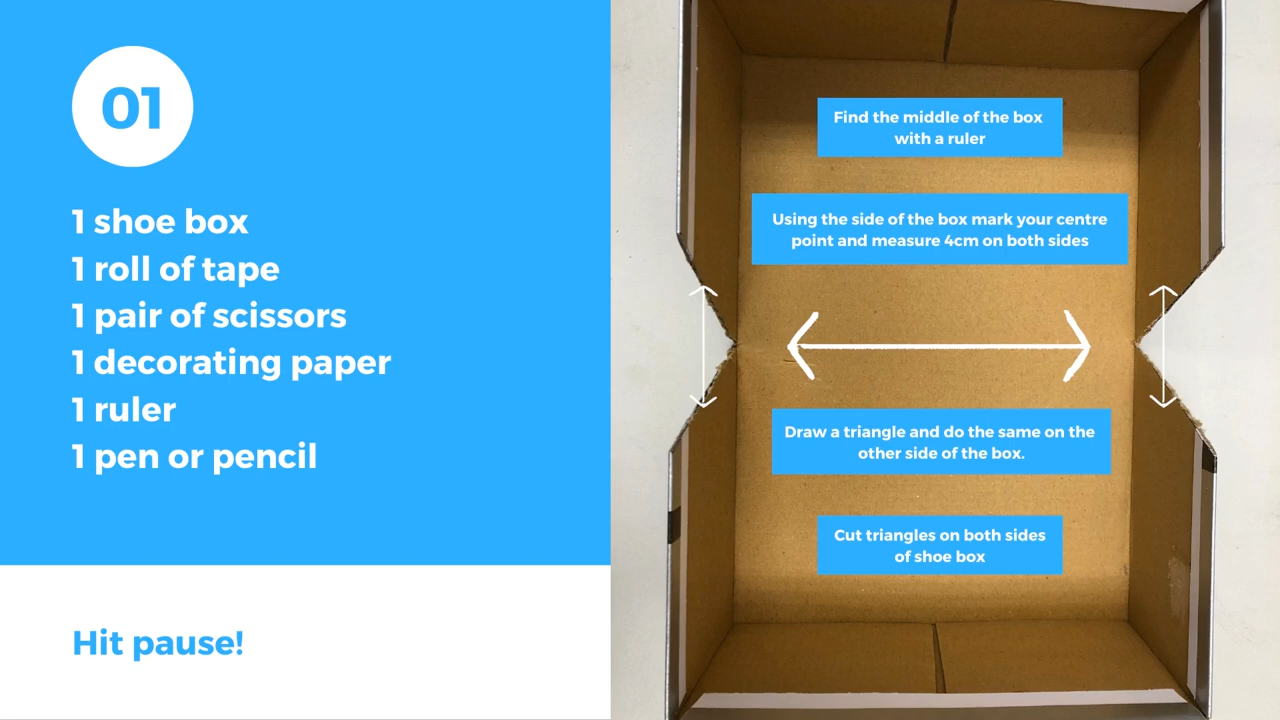 01
1 shoe box
1 roll of tape
1 pair of scissors
1 decorating paper
1 ruler
1 pen or pencil
Hit pause!
Find the middle of the box
with a ruler
Using the side of the box mark your centre
point and measure 4cm on both sides
Draw a triangle and do the same on the
other side of the box.
Cut triangles on both sides
of shoe box